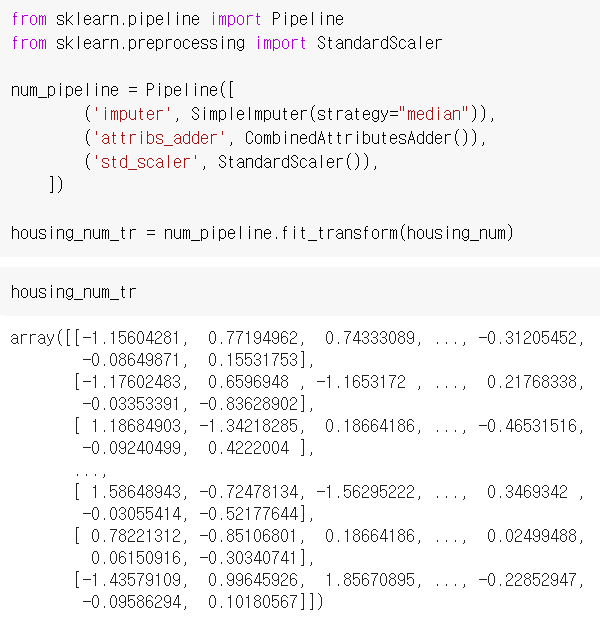 from sklearn.pipeline import Pipeline
from sklearn.preprocessing import StandardScaler
num_pipeline = Pipeline([
        ('imputer', SimpleImputer(strategy="median")),
        ('attribs_adder', CombinedAttributesAdder()),
        ('std_scaler', StandardScaler()),
    ])
housing_num_tr = num_pipeline.fit_transform(housing_num)
housing_num_tr
array([[-1.15604281,  0.77194962,  0.74333089, ..., -0.31205452,
        -0.08649871,  0.15531753],
       [-1.17602483,  0.6596948 , -1.1653172 , ...,  0.21768338,
        -0.03353391, -0.83628902],
       [ 1.18684903, -1.34218285,  0.18664186, ..., -0.46531516,
        -0.09240499,  0.4222004 ],
       ...,
       [ 1.58648943, -0.72478134, -1.56295222, ...,  0.3469342 ,
        -0.03055414, -0.52177644],
       [ 0.78221312, -0.85106801,  0.18664186, ...,  0.02499488,
         0.06150916, -0.30340741],
       [-1.43579109,  0.99645926,  1.85670895, ..., -0.22852947,
        -0.09586294,  0.10180567]])